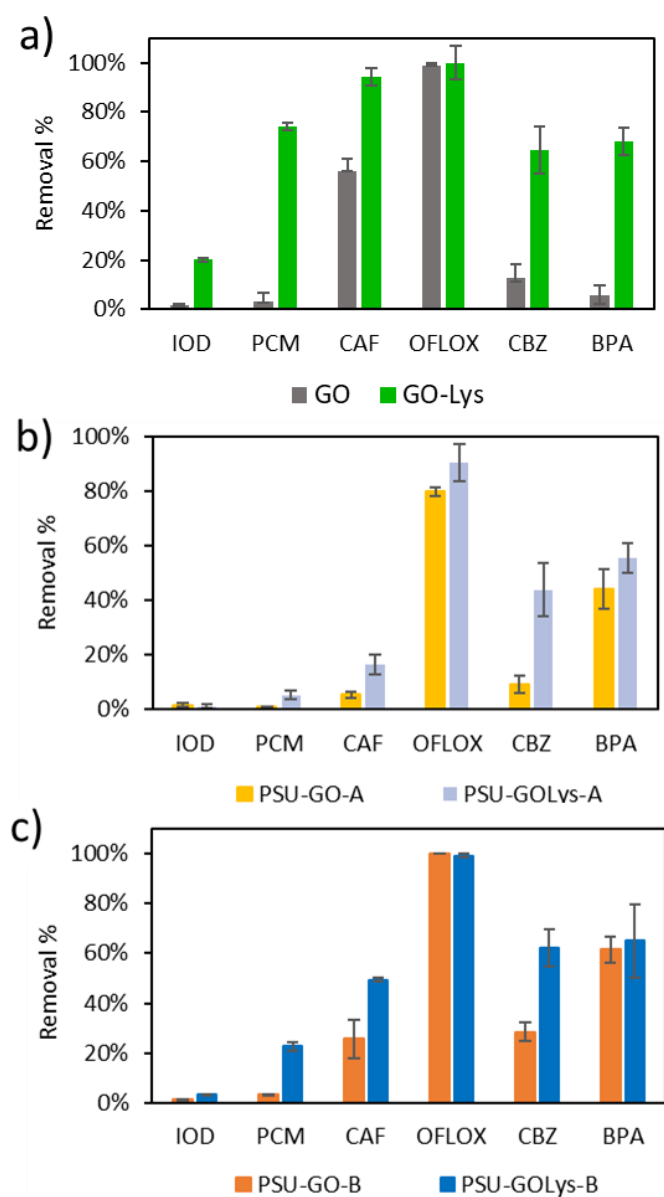 a)
Removal %
100%
80%
60%
40%
20%
0%
IOD PCM CAF OFLOX CBZ BPA
GO GO-Lys
b)
Removal %
100%
80%
60%
40%
20%
0%
IOD PCM CAF OFLOX CBZ BPA
PSU-GO-A PSU-GOLys-A
c)
Removal %
100%
80%
60%
40%
20%
0%
IOD PCM CAF OFLOX CBZ BPA
PSU-GO-B PSU-GOLys-B